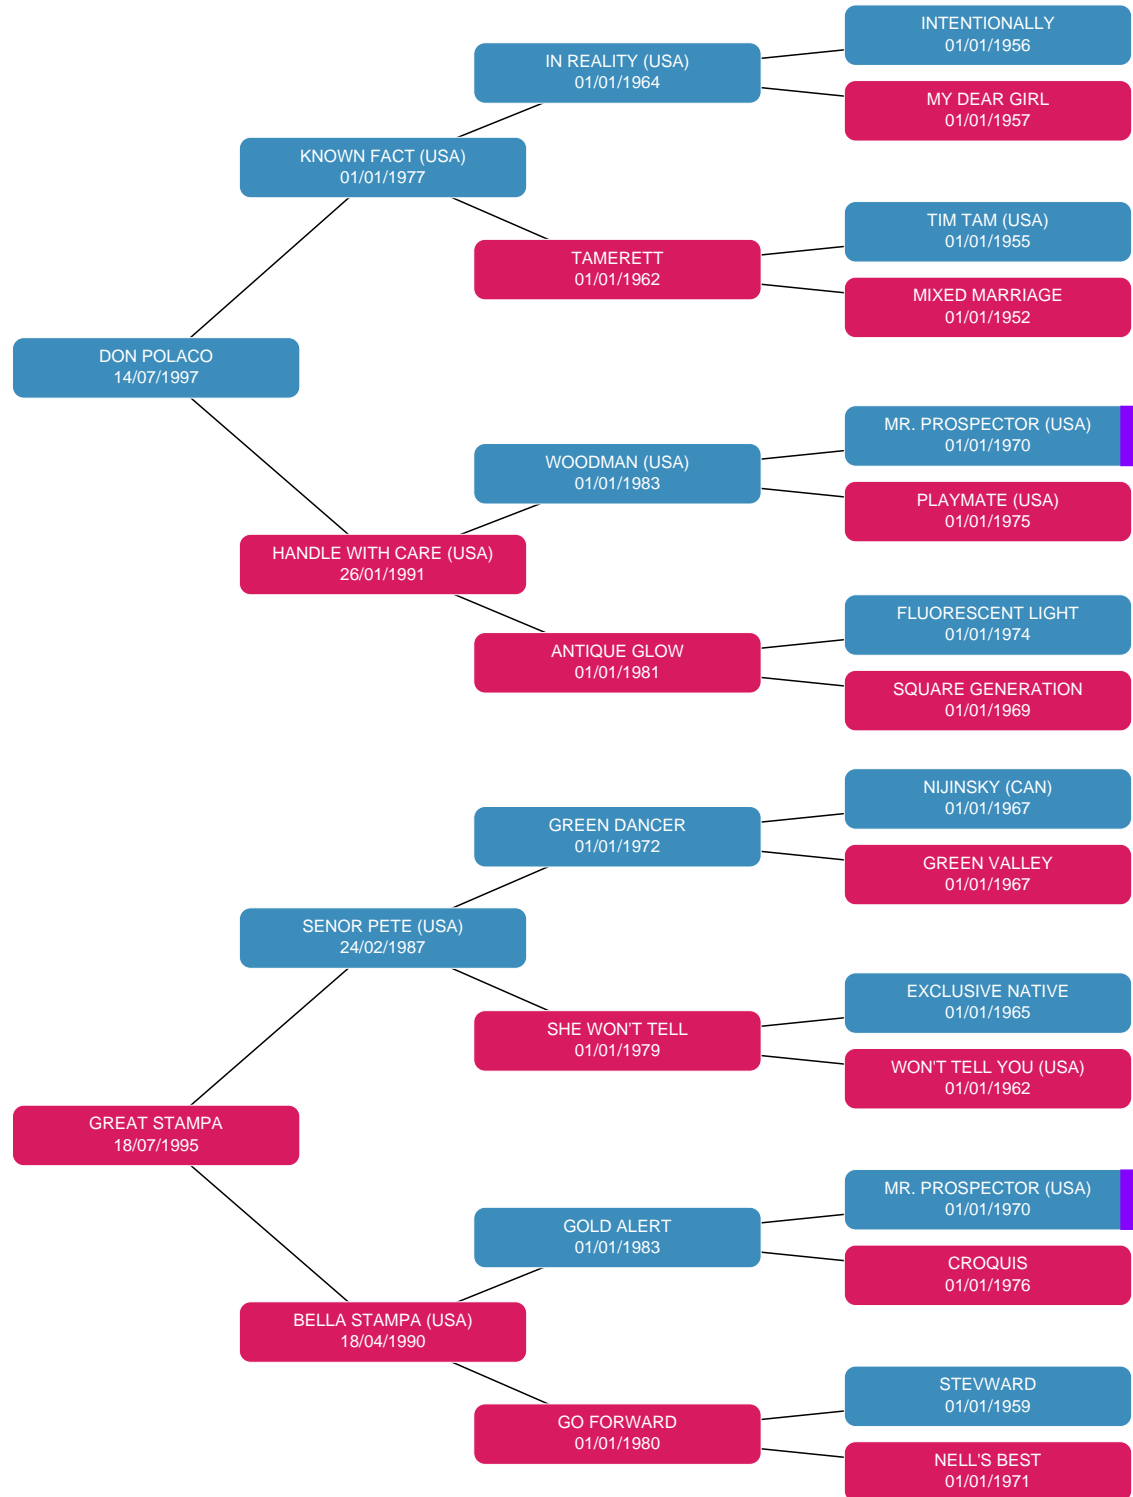 INTENTIONALLY
01/01/1956
IN REALITY (USA)
01/01/1964
MY DEAR GIRL
01/01/1957
KNOWN FACT (USA)
01/01/1977
TIM TAM (USA)
01/01/1955
TAMERETT
01/01/1962
MIXED MARRIAGE
01/01/1952
DON POLACO
14/07/1997
MR. PROSPECTOR (USA)
01/01/1970
WOODMAN (USA)
01/01/1983
PLAYMATE (USA)
01/01/1975
HANDLE WITH CARE (USA)
26/01/1991
FLUORESCENT LIGHT
01/01/1974
ANTIQUE GLOW
01/01/1981
SQUARE GENERATION
01/01/1969
NIJINSKY (CAN)
01/01/1967
GREEN DANCER
01/01/1972
GREEN VALLEY
01/01/1967
SENOR PETE (USA)
24/02/1987
EXCLUSIVE NATIVE
01/01/1965
SHE WON'T TELL
01/01/1979
WON'T TELL YOU (USA)
01/01/1962
GREAT STAMPA
18/07/1995
MR. PROSPECTOR (USA)
01/01/1970
GOLD ALERT
01/01/1983
CROQUIS
01/01/1976
BELLA STAMPA (USA)
18/04/1990
STEVWARD
01/01/1959
GO FORWARD
01/01/1980
NELL'S BEST
01/01/1971